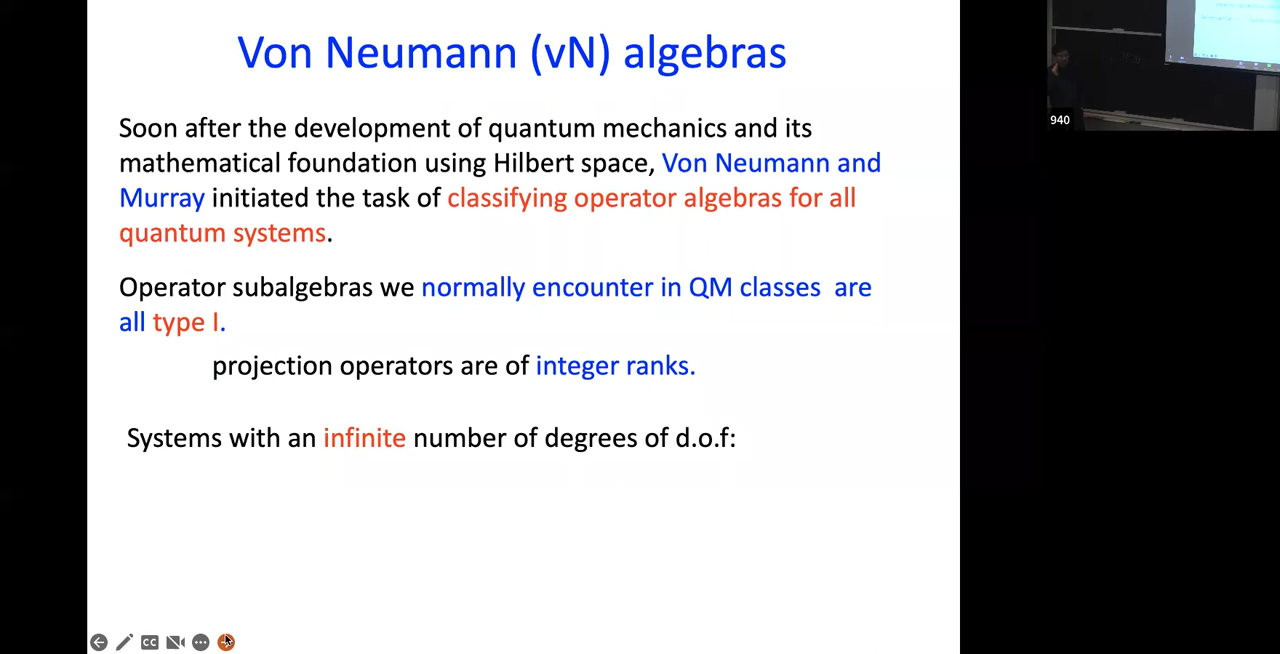 Von Neumann (vN) algebras
Soon after the development of quantum mechanics and its
mathematical foundation using Hilbert space, Von Neumann and
Murray initiated the task of classifying operator algebras for all
quantum systems.
Operator subalgebras we normally encounter in QM classes are
all type I.
projection operators are of integer ranks.
Systems with an infinite number of degrees of d.o.f:
940
CC